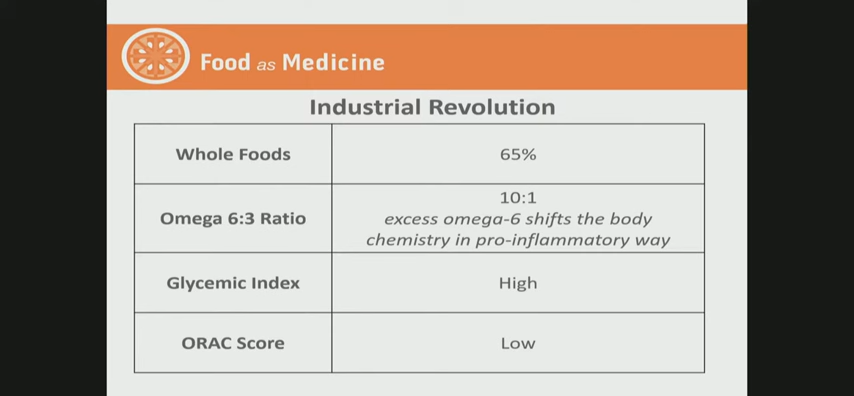 Food as Medicine
Industrial Revolution
Whole Foods
65%
Omega 6:3 Ratio
10:1
excess omega-6 shifts the body
chemistry in pro-inflammatory way
Glycemic Index
High
ORAC Score
Low